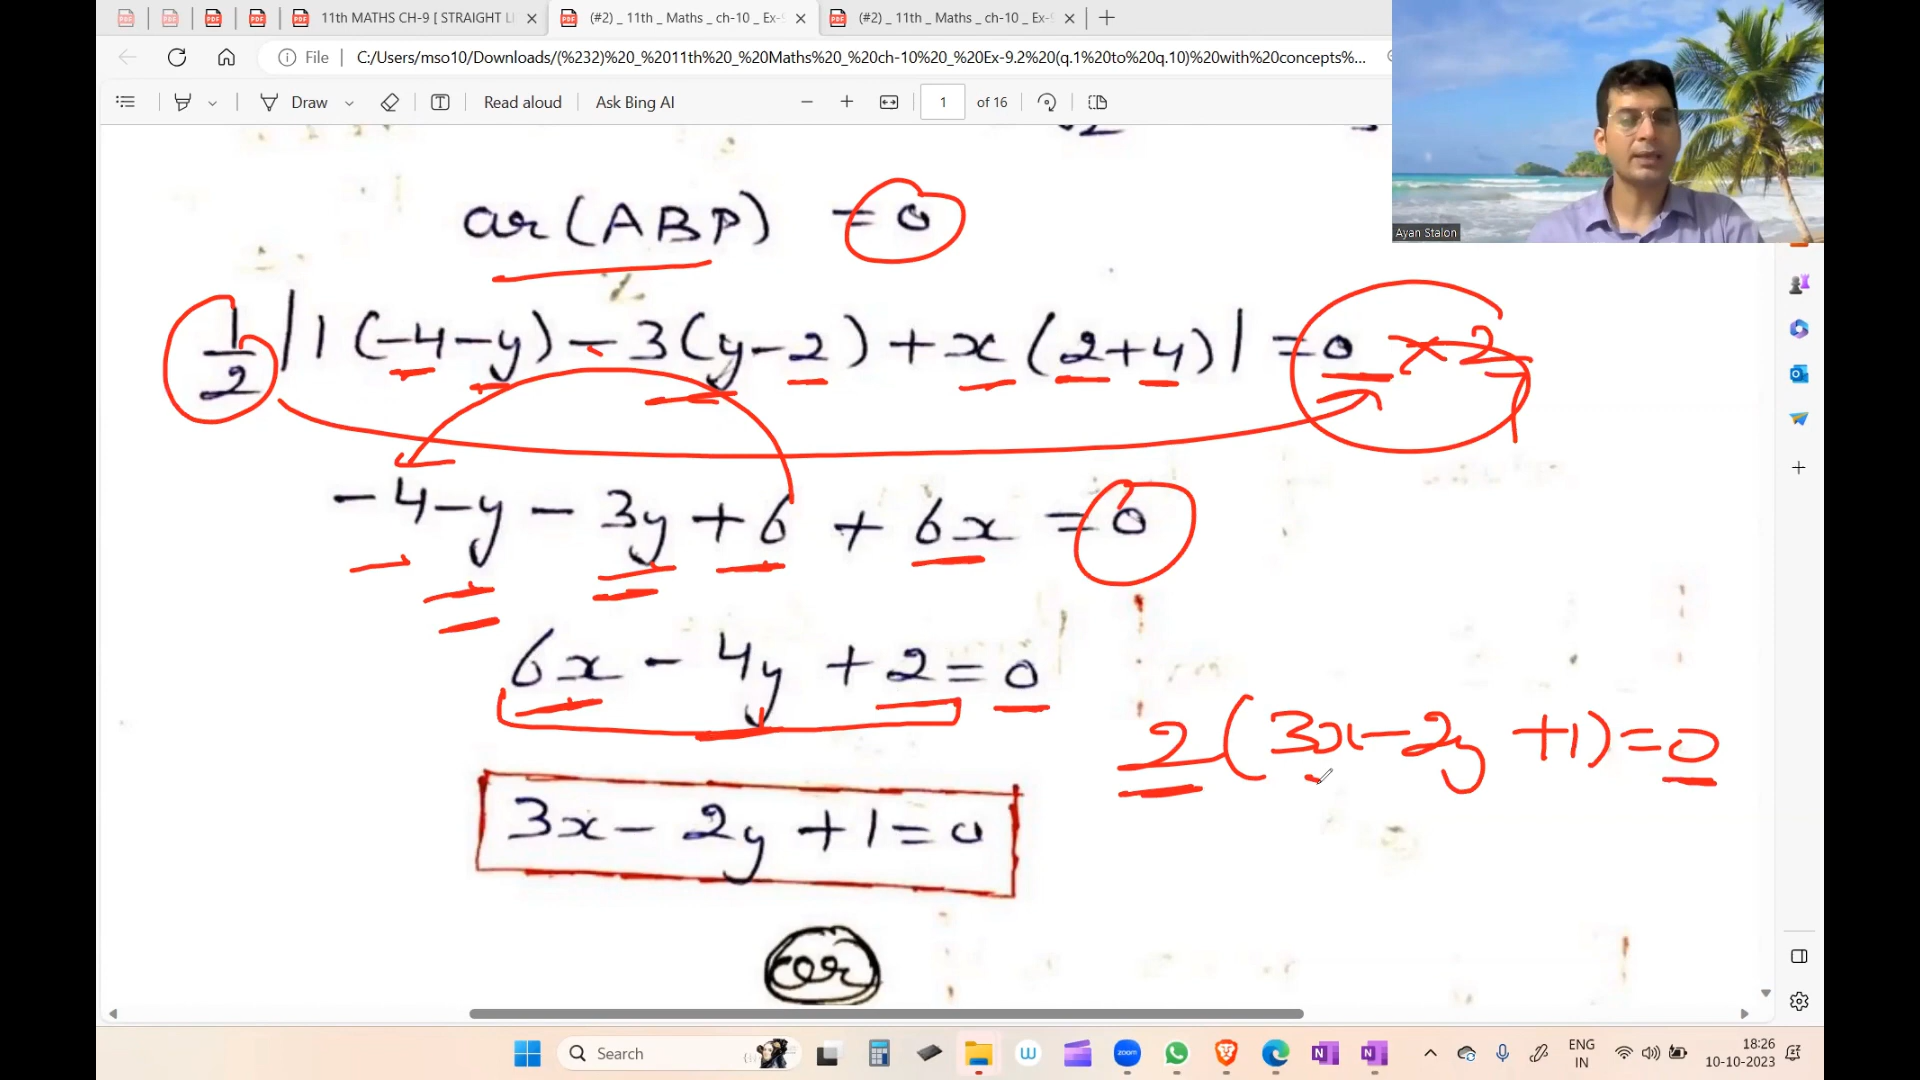 11th MATHS CH-9 [ STRAIGHT LI
(#2) _ 11th _ Maths _ ch-10 _ Ex-9
(#2) _ 11th _ Maths _ ch-10 _ Ex-9
File | C:/Users/mso10/Downloads/(%232)%20_%2011th%20_%20Maths%20_%20ch-10%20_%20Ex-9.2%20(q.1%20to%20q.10)%20with%20concepts%...
Draw Read aloud Ask Bing AI 1 of 16
Ayan Stalon
ar(ABP) = 0
1/2 |1(-4-y) - 3(y-2) + x(2+4)| = 0 × 2
-4-y - 3y + 6 + 6x = 0
6x - 4y + 2 = 0
2(3x-2y+1)=0
3x - 2y + 1 = 0
or
Search
zoom
ENG
IN
18:26
10-10-2023